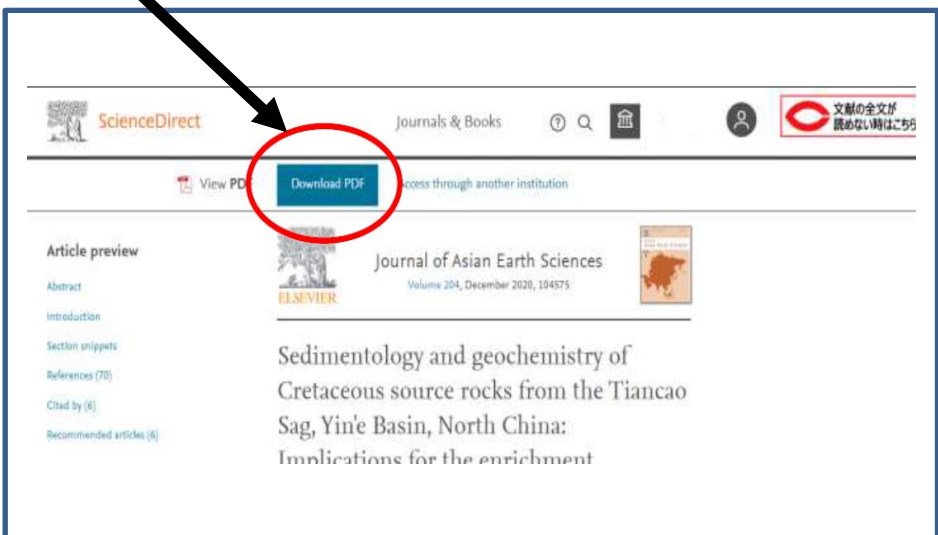 ScienceDirect
Journals & Books
文献の全文が
読めない時はこちら
View PDF
Download PDF
Access through another institution
Article preview
Abstract
Introduction
Section snippets
References (70)
Cited by (6)
Recommended articles (6)
ELSEVIER
Journal of Asian Earth Sciences
Volume 204, December 2020, 104575
Sedimentology and geochemistry of
Cretaceous source rocks from the Tiancao
Sag, Yin'e Basin, North China:
Implications for the enrichment